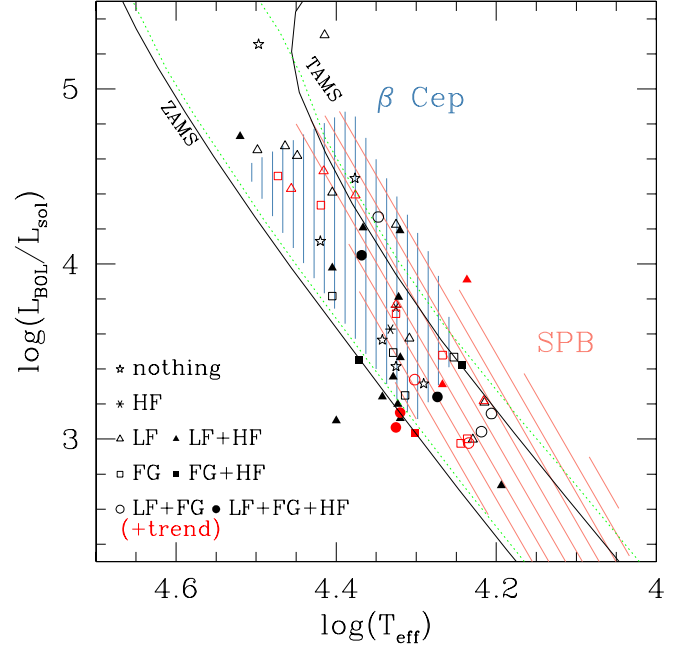 ZAMS
TAMS
β Cep
SPB
nothing
HF
LF
LF+HF
FG
FG+HF
LF+FG
LF+FG+HF
(+trend)
5
4
3
4.6
4.4
4.2
4
log(T_eff)
log(L_BOL/L_sol)